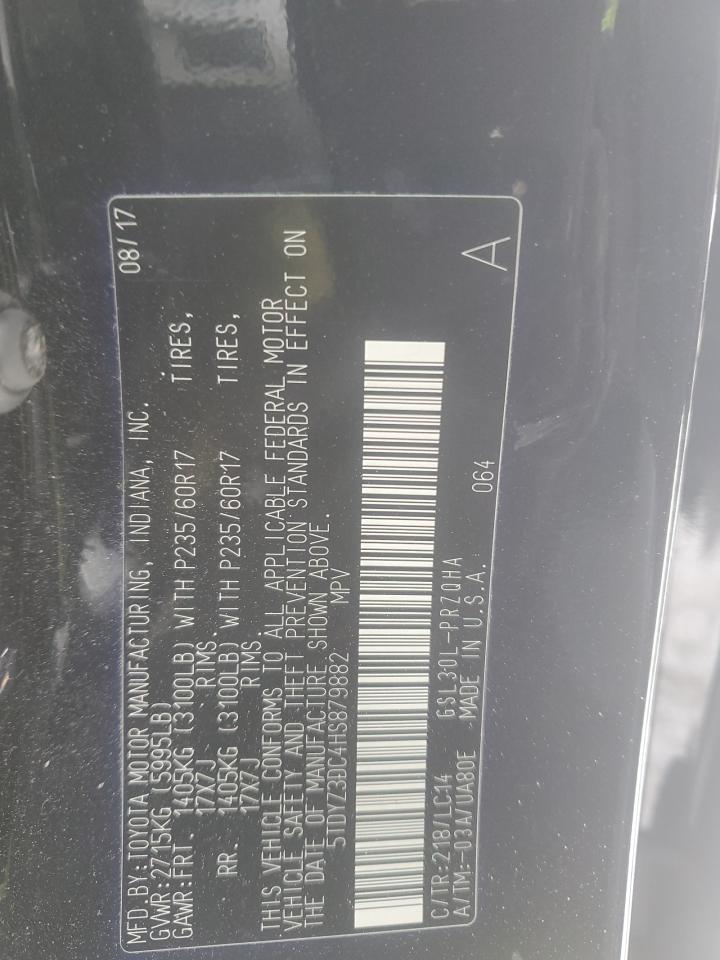 MFD.BY:TOYOTA MOTOR MANUFACTURING, INDIANA, INC. 08/17
GVWR:2715KG (5995LB)
GAWR:FRT. 1405KG (3100LB) WITH P235/60R17 TIRES,
17X7J RIMS.
RR. 1405KG (3100LB) WITH P235/60R17 TIRES,
17X7J RIMS.
THIS VEHICLE CONFORMS TO ALL APPLICABLE FEDERAL MOTOR
VEHICLE SAFETY AND THEFT PREVENTION STANDARDS IN EFFECT ON
THE DATE OF MANUFACTURE SHOWN ABOVE.
5TDYZ3DC4HS879882 MPV
C/TR:218/LC14 GSL30L-PRZQHA 064 A
A/TM:-03A/UA80E MADE IN U.S.A.